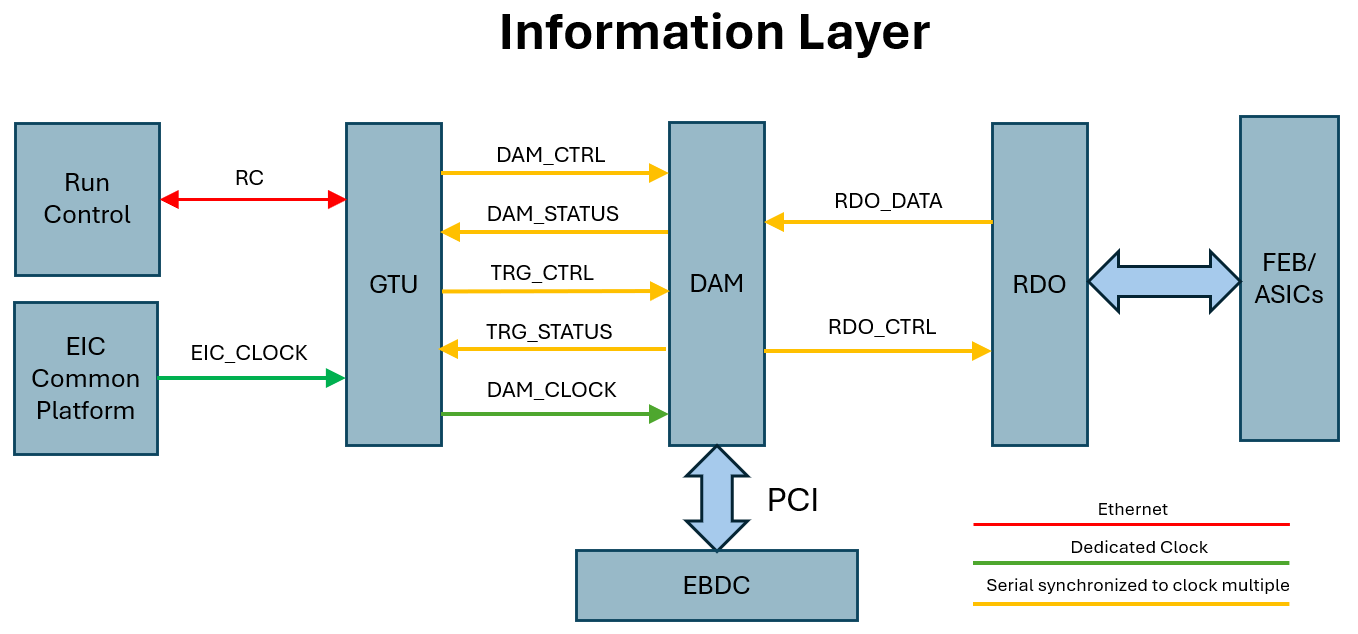 Information Layer
Run
Control
RC
EIC
Common
Platform
EIC_CLOCK
GTU
DAM_CTRL
DAM_STATUS
TRG_CTRL
TRG_STATUS
DAM_CLOCK
DAM
RDO_DATA
RDO_CTRL
RDO
FEB/
ASICs
PCI
EBDC
Ethernet
Dedicated Clock
Serial synchronized to clock multiple